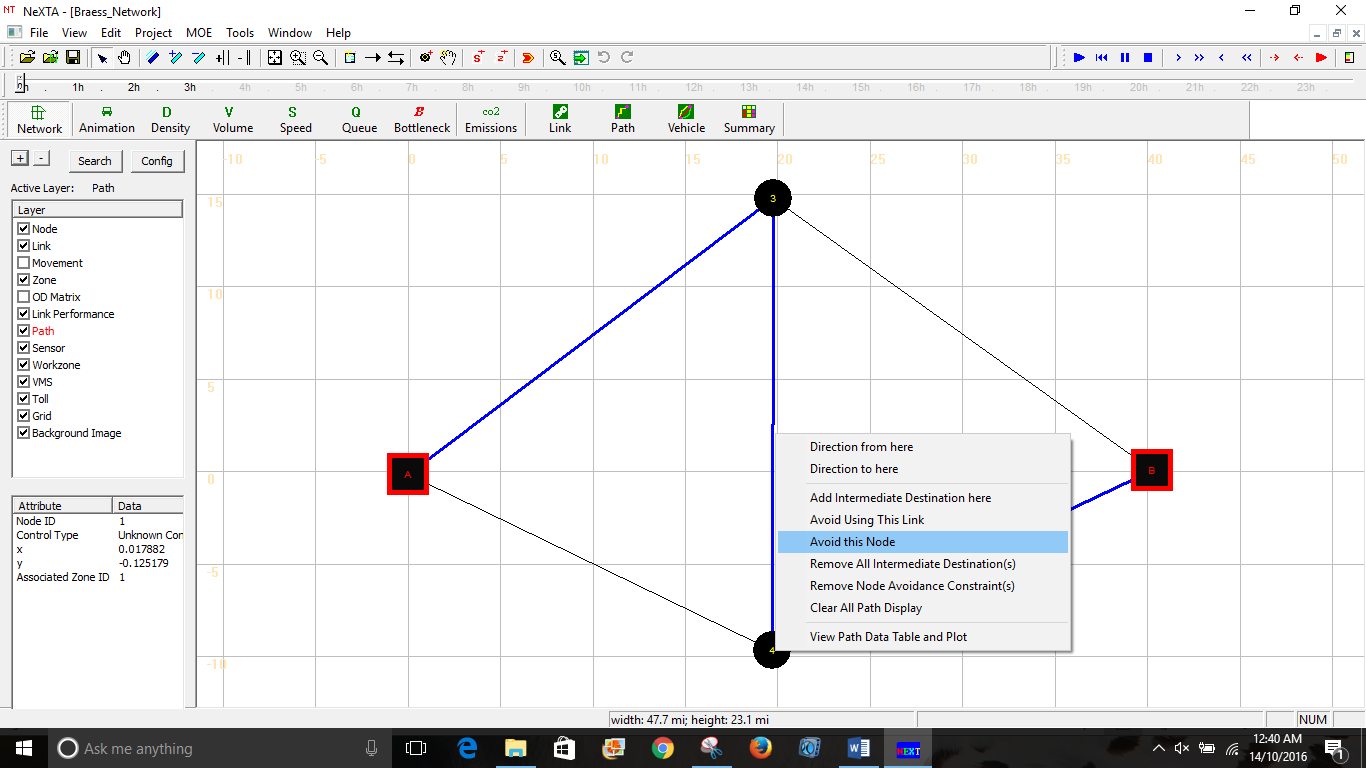 NeXTA - [Braess_Network]
File View Edit Project MOE Tools Window Help
0h 1h 2h 3h 4h 5h 6h 7h 8h 9h 10h 11h 12h 13h 14h 15h 16h 17h 18h 19h 20h 21h 22h 23h
D V S Q B co2
Network Animation Density Volume Speed Queue Bottleneck Emissions Link Path Vehicle Summary
+ - Search Config
Active Layer: Path
Layer
Node
Link
Movement
Zone
OD Matrix
Link Performance
Path
Sensor
Workzone
VMS
Toll
Grid
Background Image
Attribute Data
Node ID 1
Control Type Unknown Con
x 0.017882
y -0.125179
Associated Zone ID 1
-10 -5 0 5 10 15 20 25 30 35 40 45 50
15
10
5
0
-5
-10
3
A
B
4
Direction from here
Direction to here
Add Intermediate Destination here
Avoid Using This Link
Avoid this Node
Remove All Intermediate Destination(s)
Remove Node Avoidance Constraint(s)
Clear All Path Display
View Path Data Table and Plot
width: 47.7 mi; height: 23.1 mi
NUM
Ask me anything
NEXT
12:40 AM
14/10/2016
1